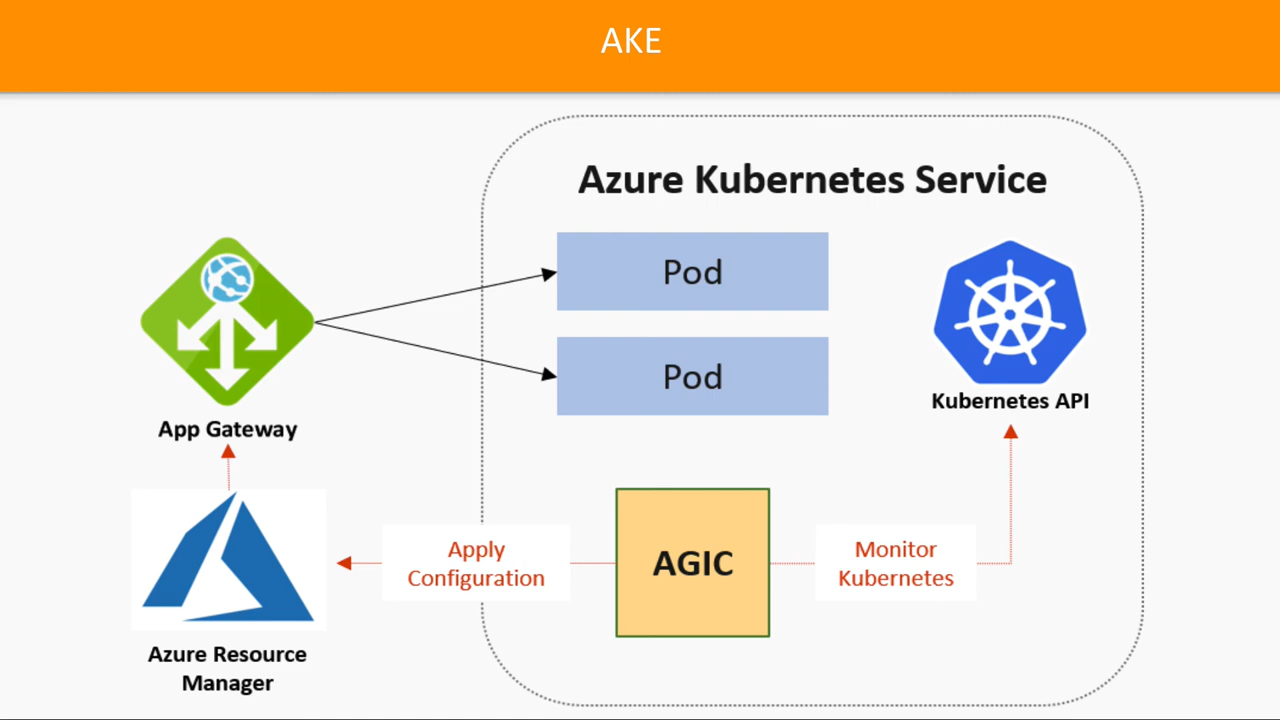 AKE
Azure Kubernetes Service
Pod
Pod
Kubernetes API
App Gateway
Apply
Configuration
AGIC
Monitor
Kubernetes
Azure Resource
Manager